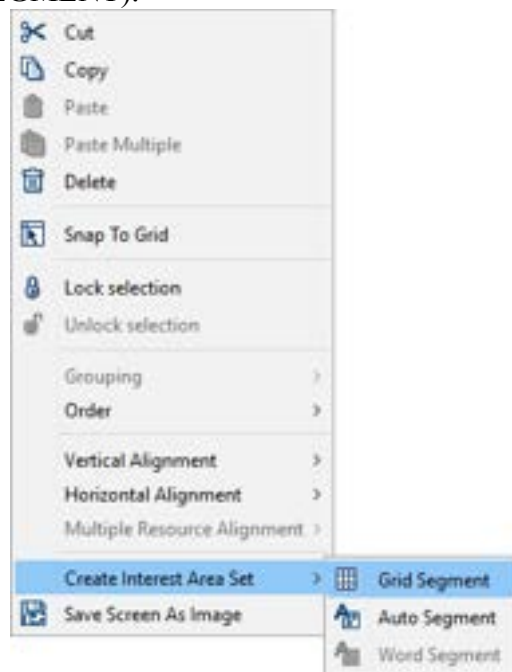 Cut
Copy
Paste
Paste Multiple
Delete
Snap To Grid
Lock selection
Unlock selection
Grouping
Order
Vertical Alignment
Horizontal Alignment
Multiple Resource Alignment
Create Interest Area Set
Grid Segment
Save Screen As Image
Auto Segment
Word Segment